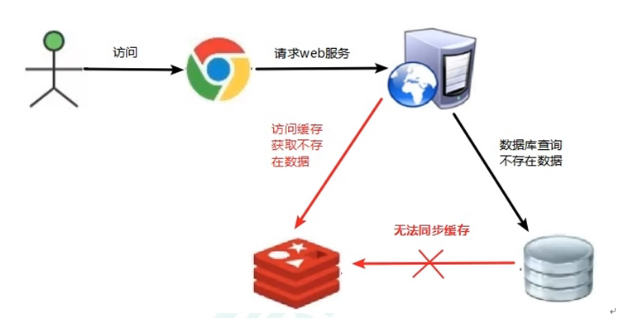 访问
请求web服务
访问缓存
获取不存
在数据
数据库查询
不存在数据
无法同步缓存